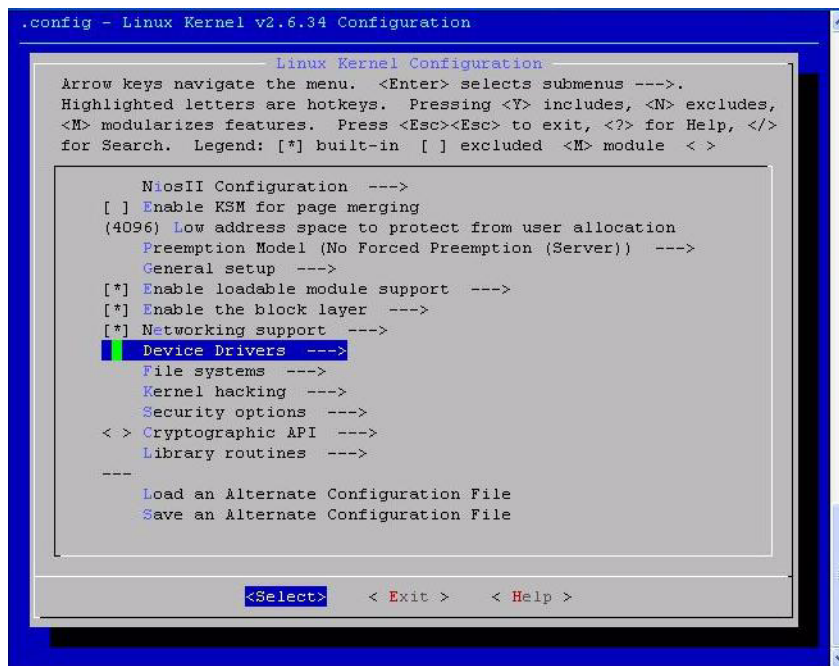 .config - Linux Kernel v2.6.34 Configuration
Linux Kernel Configuration
Arrow keys navigate the menu.  <Enter> selects submenus --->.
Highlighted letters are hotkeys.  Pressing <Y> includes, <N> excludes,
<M> modularizes features.  Press <Esc><Esc> to exit, <?> for Help, </>
for Search.  Legend: [*] built-in  [ ] excluded  <M> module  < >
NiosII Configuration  --->
[ ] Enable KSM for page merging
(4096) Low address space to protect from user allocation
Preemption Model (No Forced Preemption (Server))  --->
General setup  --->
[*] Enable loadable module support  --->
[*] Enable the block layer  --->
[*] Networking support  --->
Device Drivers  --->
File systems  --->
Kernel hacking  --->
Security options  --->
< > Cryptographic API  --->
Library routines  --->
---
Load an Alternate Configuration File
Save an Alternate Configuration File
<Select>    < Exit >    < Help >